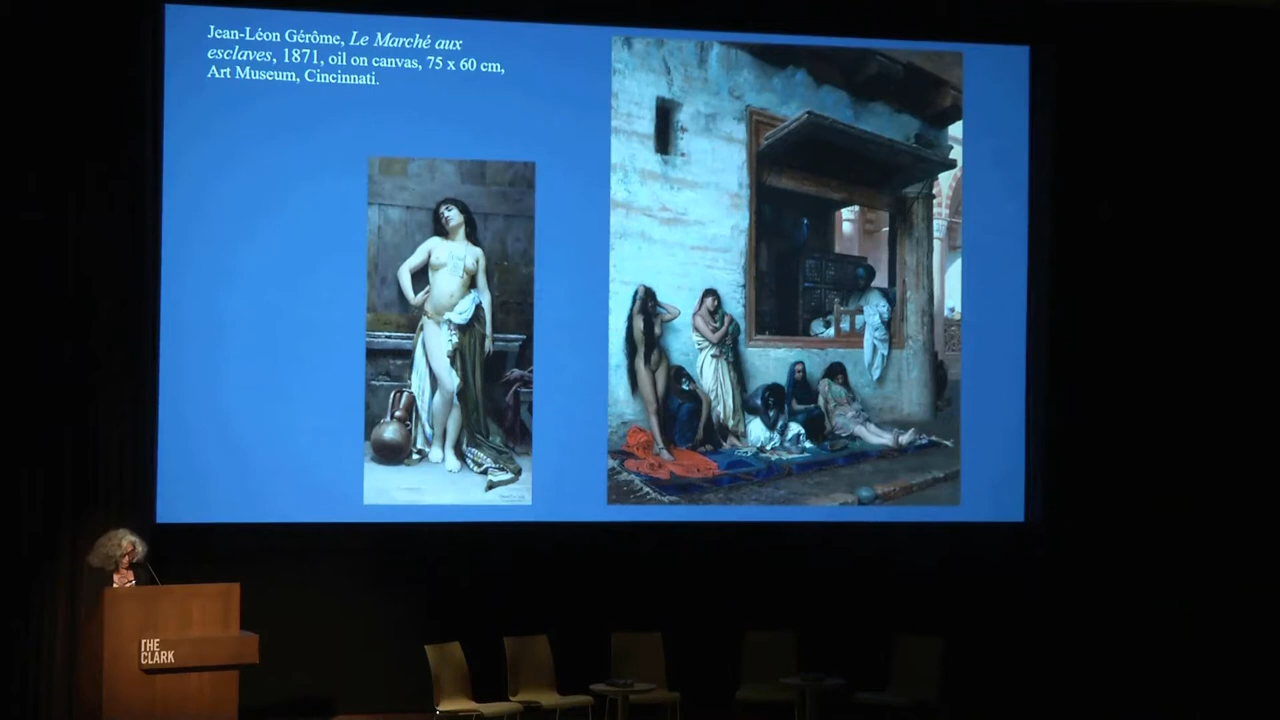 Jean-Léon Gérôme, Le Marché aux
esclaves, 1871, oil on canvas, 75 x 60 cm,
Art Museum, Cincinnati.
THE
CLARK